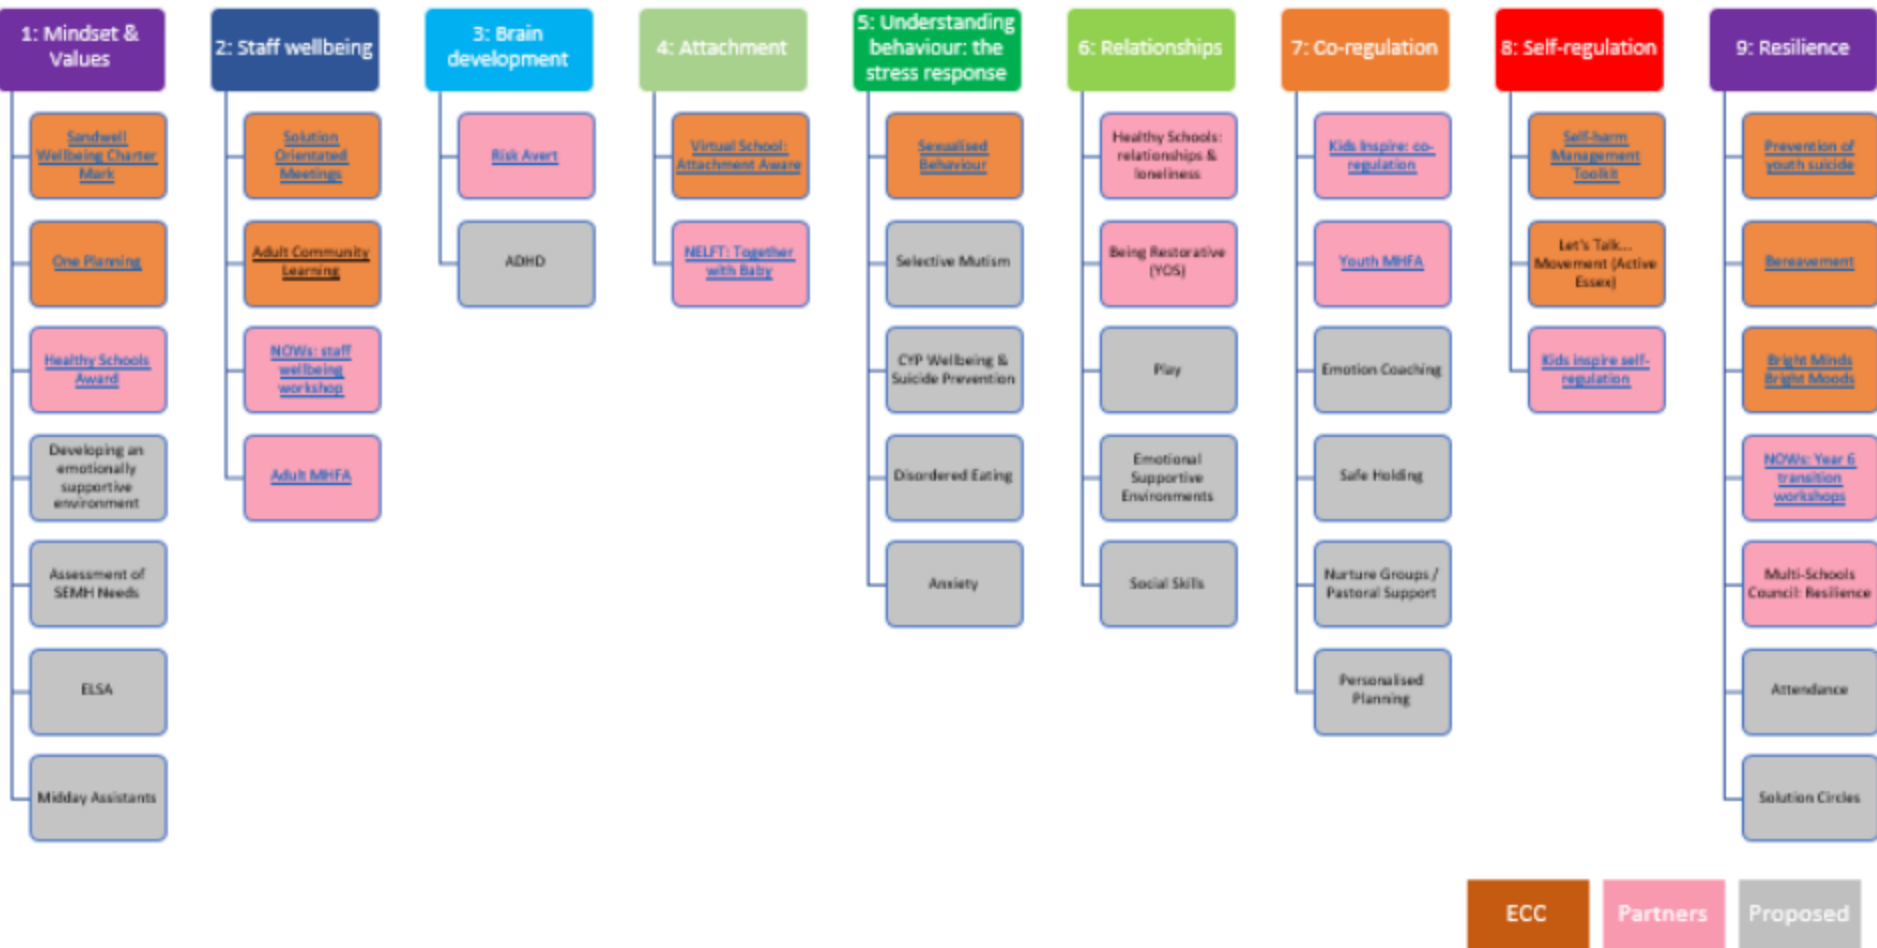 1: Mindset &
Values
Sandwell
Wellbeing Charter
Mark
One Planning
Healthy Schools
Award
Developing an
emotionally
supportive
environment
Assessment of
SEMH Needs
ELSA
Midday Assistants
2: Staff wellbeing
Solution
Orientated
Meetings
Adult Community
Learning
NOWs: staff
wellbeing
workshop
Adult MHFA
3: Brain
development
Risk Avert
ADHD
4: Attachment
Virtual School:
Attachment Aware
NELFT: Together
with Baby
5: Understanding
behaviour: the
stress response
Sexualised
Behaviour
Selective Mutism
CYP Wellbeing &
Suicide Prevention
Disordered Eating
Anxiety
6: Relationships
Healthy Schools:
relationships &
loneliness
Being Restorative
(YOS)
Play
Emotional
Supportive
Environments
Social Skills
7: Co-regulation
Kids Inspire: co-
regulation
Youth MHFA
Emotion Coaching
Safe Holding
Nurture Groups /
Pastoral Support
Personalised
Planning
8: Self-regulation
Self-harm
Management
Toolkit
Let's Talk...
Movement (Active
Essex)
Kids inspire self-
regulation
9: Resilience
Prevention of
youth suicide
Bereavement
Bright Minds
Bright Moods
NOWs: Year 6
transition
workshops
Multi-Schools
Council: Resilience
Attendance
Solution Circles
ECC
Partners
Proposed